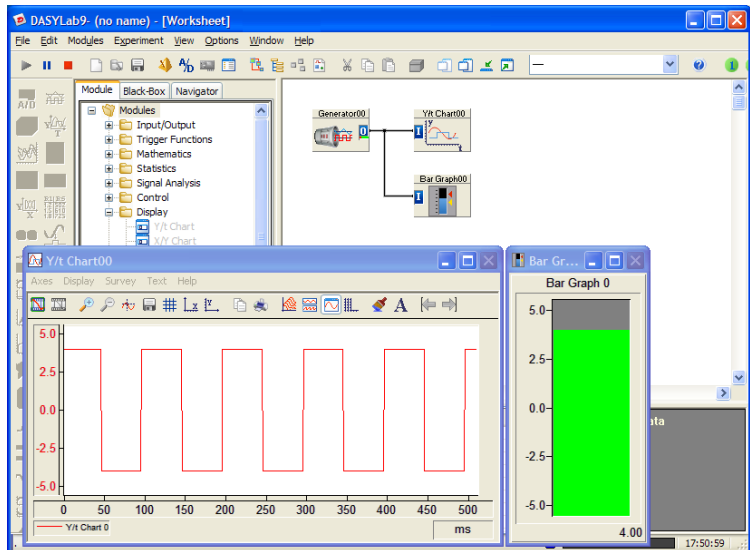 DASYLab9- (no name) - [Worksheet]
File Edit Modules Experiment View Options Window Help
A/D
Module Black-Box Navigator
Modules
Input/Output
Trigger Functions
Mathematics
Statistics
Signal Analysis
Control
Display
Y/t Chart
X/Y Chart
Generator00
O
Y/t Chart00
I
y
t
Bar Graph00
I
Y/t Chart00
Axes Display Survey Text Help
Bar Gr...
Bar Graph 0
5.0
2.5
0.0
-2.5
-5.0
0 50 100 150 200 250 300 350 400 450 500
Y/t Chart 0
ms
5.0
2.5
0.0
-2.5
-5.0
4.00
ata
17:50:59